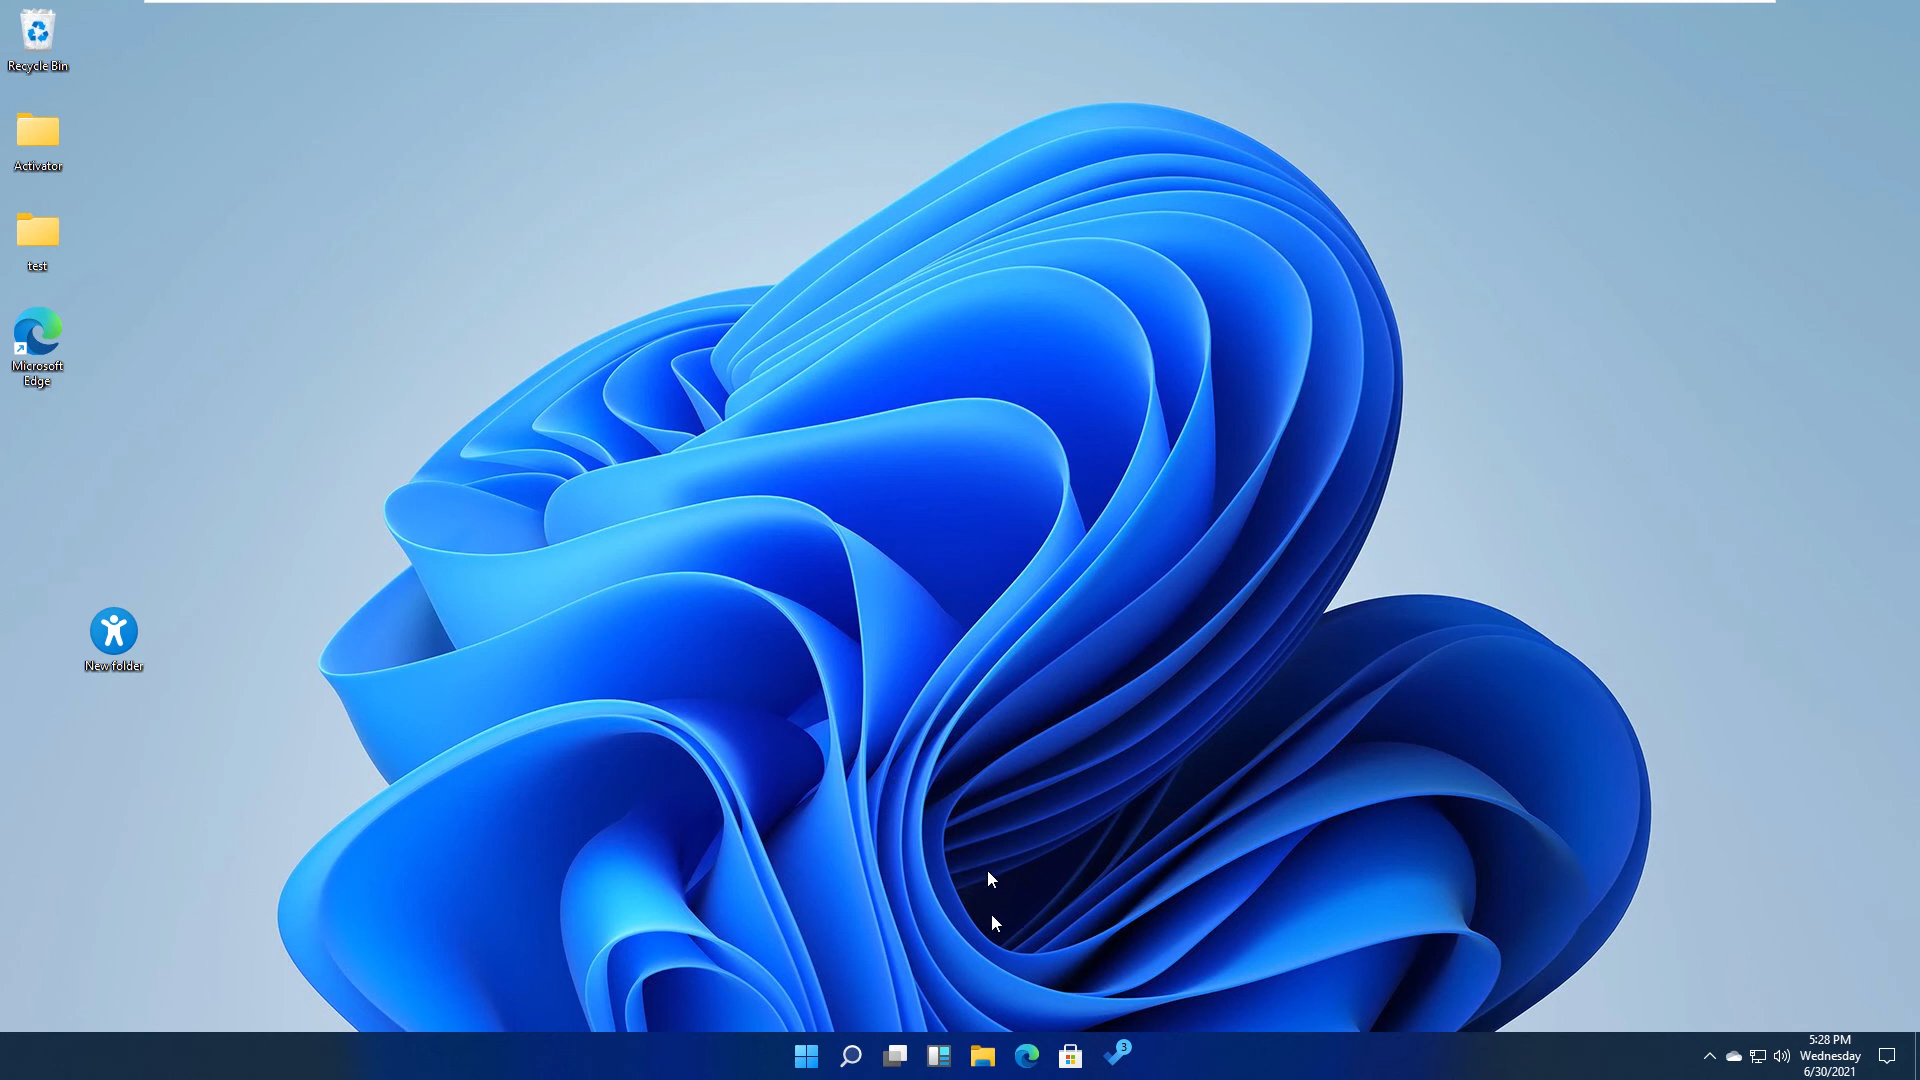 Recycle Bin
Activator
test
Microsoft
Edge
New folder
3
5:28 PM
Wednesday
6/30/2021